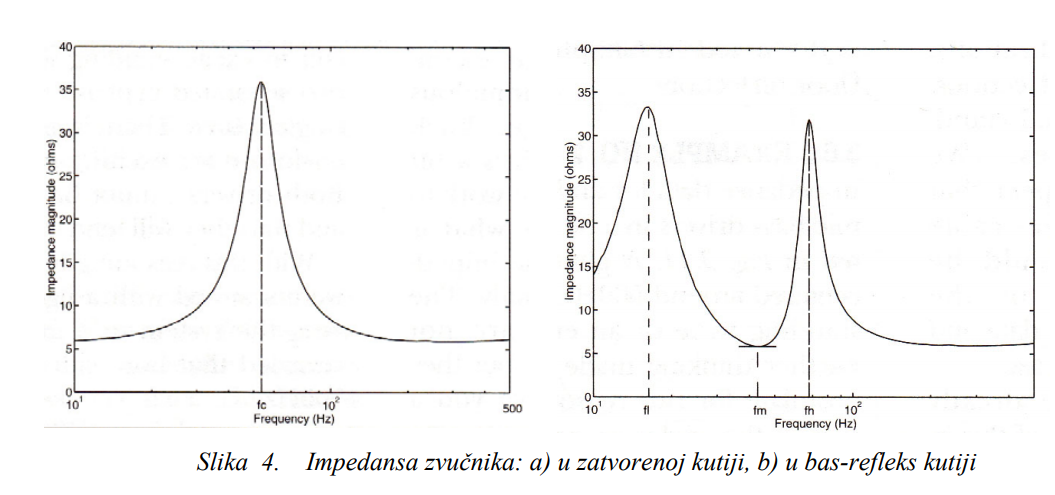 40
35
30
25
20
15
10
5
0
Impedance magnitude (ohms)
10¹
fc
10²
500
Frequency (Hz)
40
35
30
25
20
15
10
5
0
Impedance magnitude (ohms)
10¹
fl
fm
fh
10²
Frequency (Hz)
Slika 4. Impedansa zvučnika: a) u zatvorenoj kutiji, b) u bas-refleks kutiji